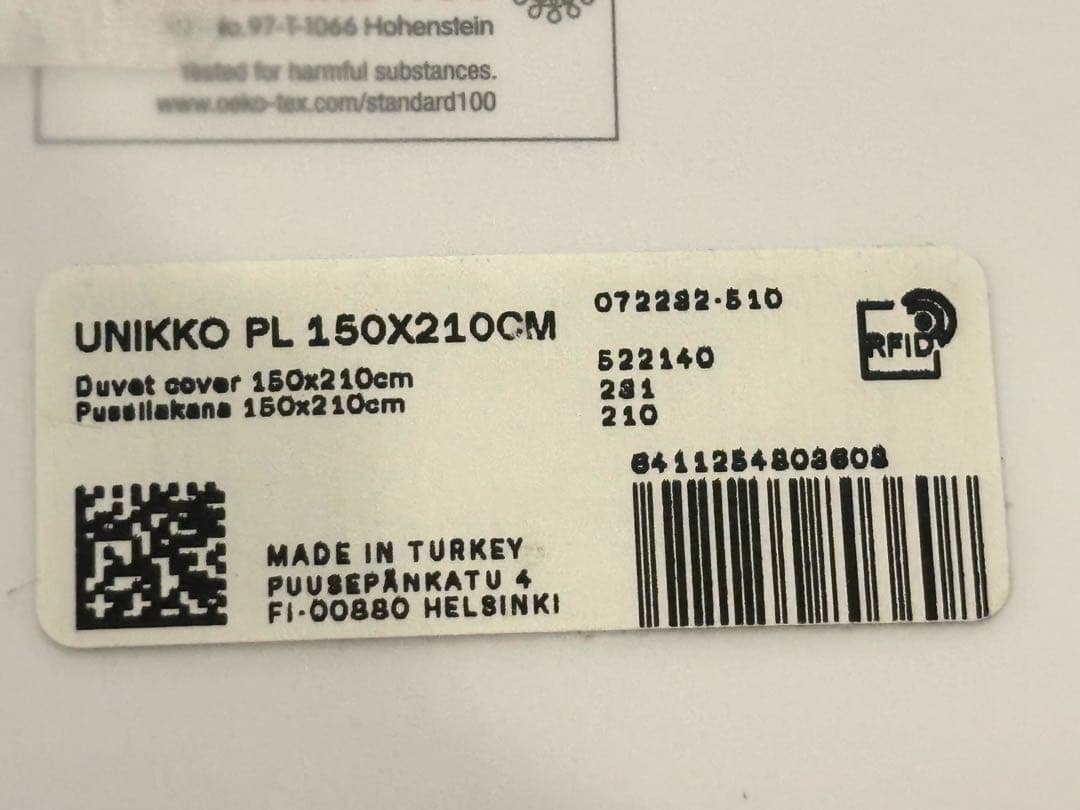 No.97-T-1066 Hohenstein
Tested for harmful substances.
www.oeko-tex.com/standard100
UNIKKO PL 150X210CM
Duvet cover 150x210cm
Pussilakana 150x210cm
072282-510
522140
281
210
RFID
6411254803608
MADE IN TURKEY
PUUSEPÄNKATU 4
FI-00880 HELSINKI